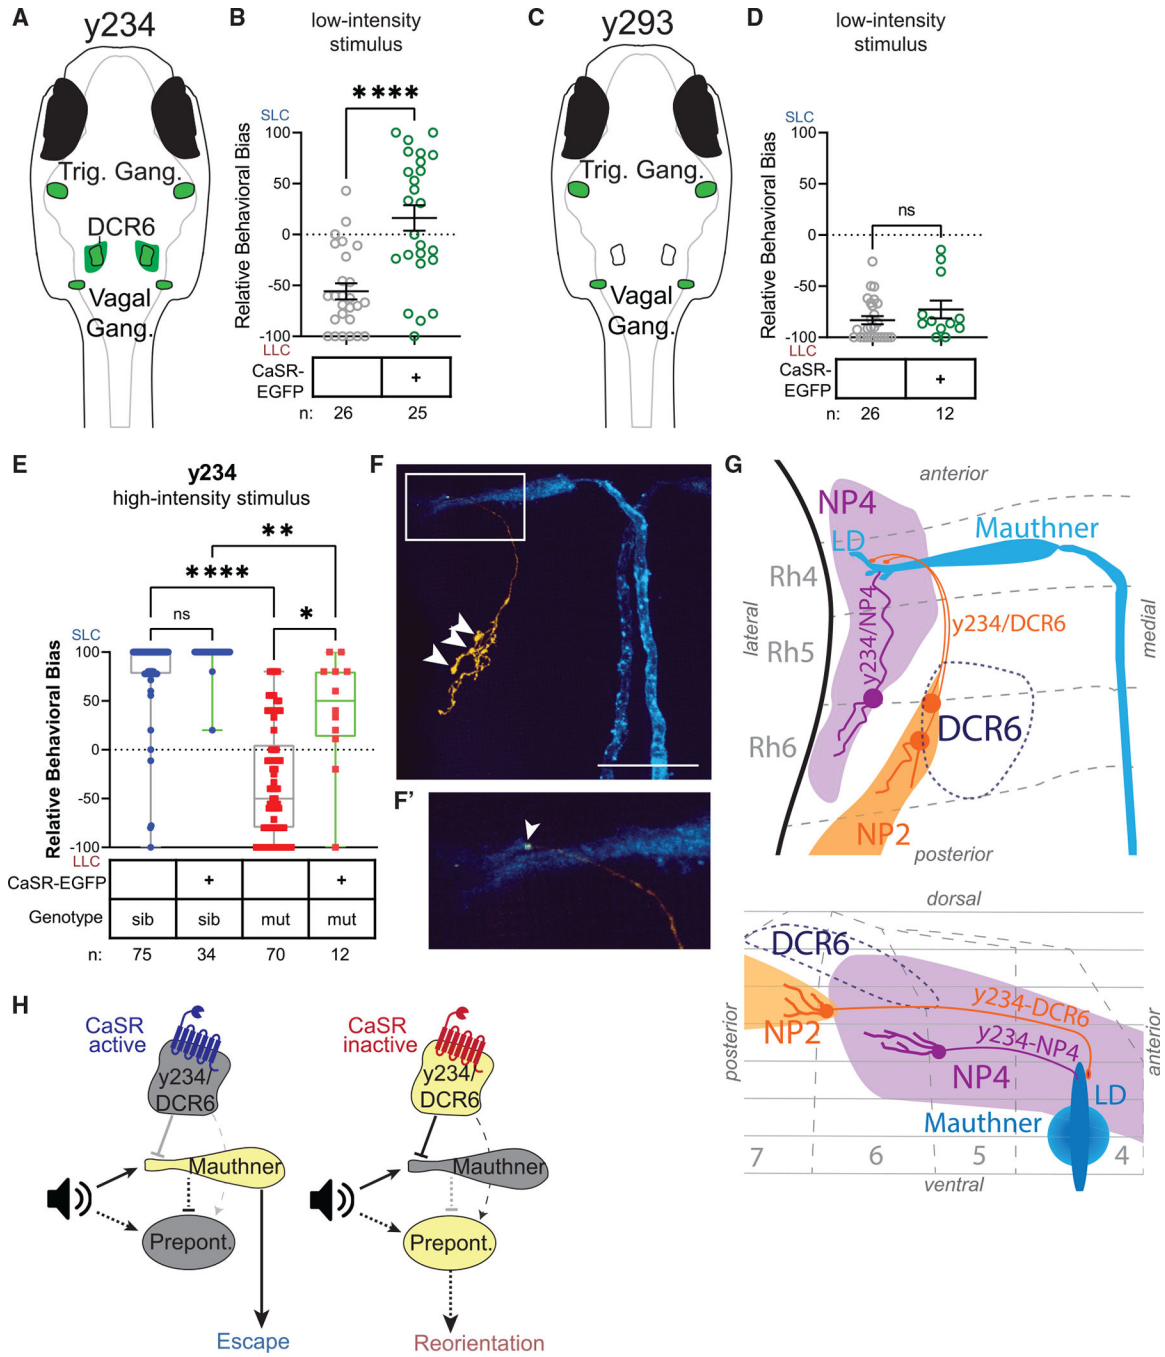 A
y234
Trig. Gang.
DCR6
Vagal
Gang.
B
low-intensity
stimulus
****
SLC
100
50
0
-50
-100
LLC
Relative Behavioral Bias
CaSR-
EGFP
+
n: 26 25
C
y293
Trig. Gang.
Vagal
Gang.
D
low-intensity
stimulus
SLC
100
50
0
-50
-100
LLC
Relative Behavioral Bias
ns
CaSR-
EGFP
+
n: 26 12
E
y234
high-intensity stimulus
**
****
ns
*
SLC
100
50
0
-50
-100
LLC
Relative Behavioral Bias
CaSR-EGFP + +
Genotype sib sib mut mut
n: 75 34 70 12
F
F'
G
anterior
NP4
LD
Mauthner
Rh4
lateral
y234/NP4
y234/DCR6
medial
Rh5
DCR6
Rh6
NP2
posterior
dorsal
DCR6
posterior
NP2
y234-DCR6
y234-NP4
NP4
anterior
LD
Mauthner
7 6 5 4
ventral
H
CaSR
active
y234/
DCR6
Mauthner
Prepont.
Escape
CaSR
inactive
y234/
DCR6
Mauthner
Prepont.
Reorientation